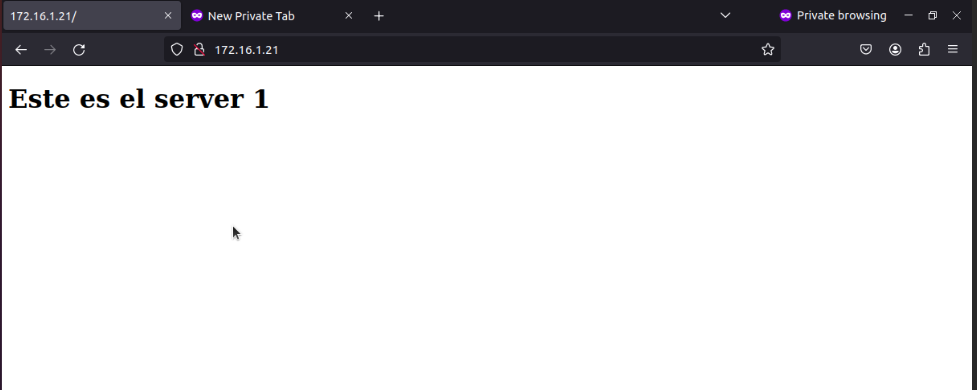 172.16.1.21/
New Private Tab
Private browsing
172.16.1.21
Este es el server 1